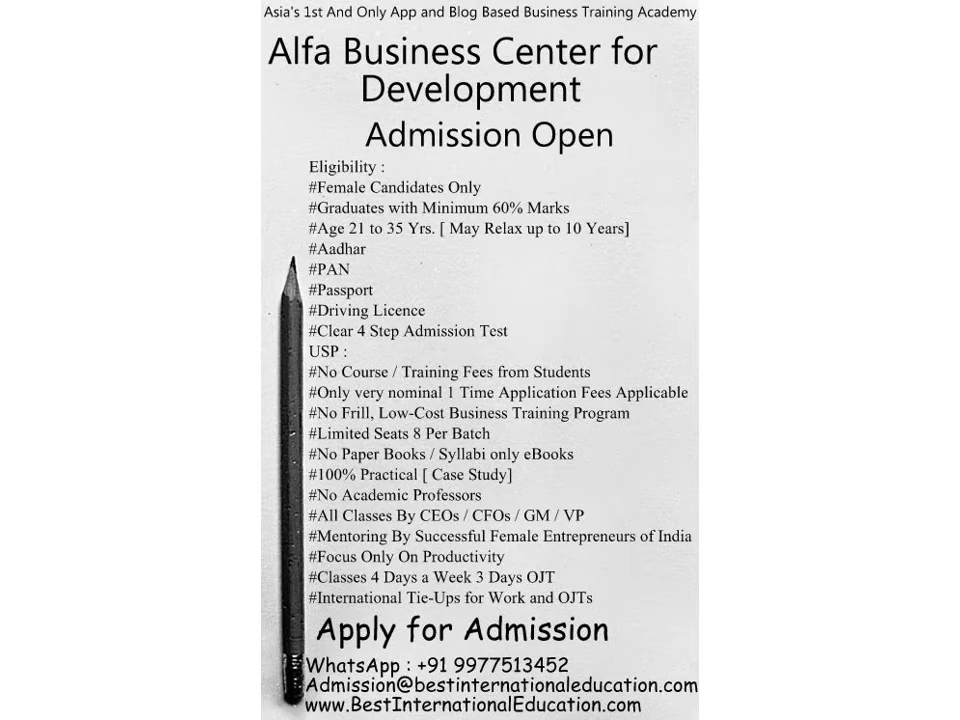 Asia's 1st And Only App and Blog Based Business Training Academy
Alfa Business Center for
Development
Admission Open
Eligibility :
#Female Candidates Only
#Graduates with Minimum 60% Marks
#Age 21 to 35 Yrs. [ May Relax up to 10 Years]
#Aadhar
#PAN
#Passport
#Driving Licence
#Clear 4 Step Admission Test
USP :
#No Course / Training Fees from Students
#Only very nominal 1 Time Application Fees Applicable
#No Frill, Low-Cost Business Training Program
#Limited Seats 8 Per Batch
#No Paper Books / Syllabi only eBooks
#100% Practical [ Case Study]
#No Academic Professors
#All Classes By CEOs / CFOs / GM / VP
#Mentoring By Successful Female Entrepreneurs of India
#Focus Only On Productivity
#Classes 4 Days a Week 3 Days OJT
#International Tie-Ups for Work and OJTs
Apply for Admission
WhatsApp : +91 9977513452
Admission@bestinternationaleducation.com
www.BestInternationalEducation.com